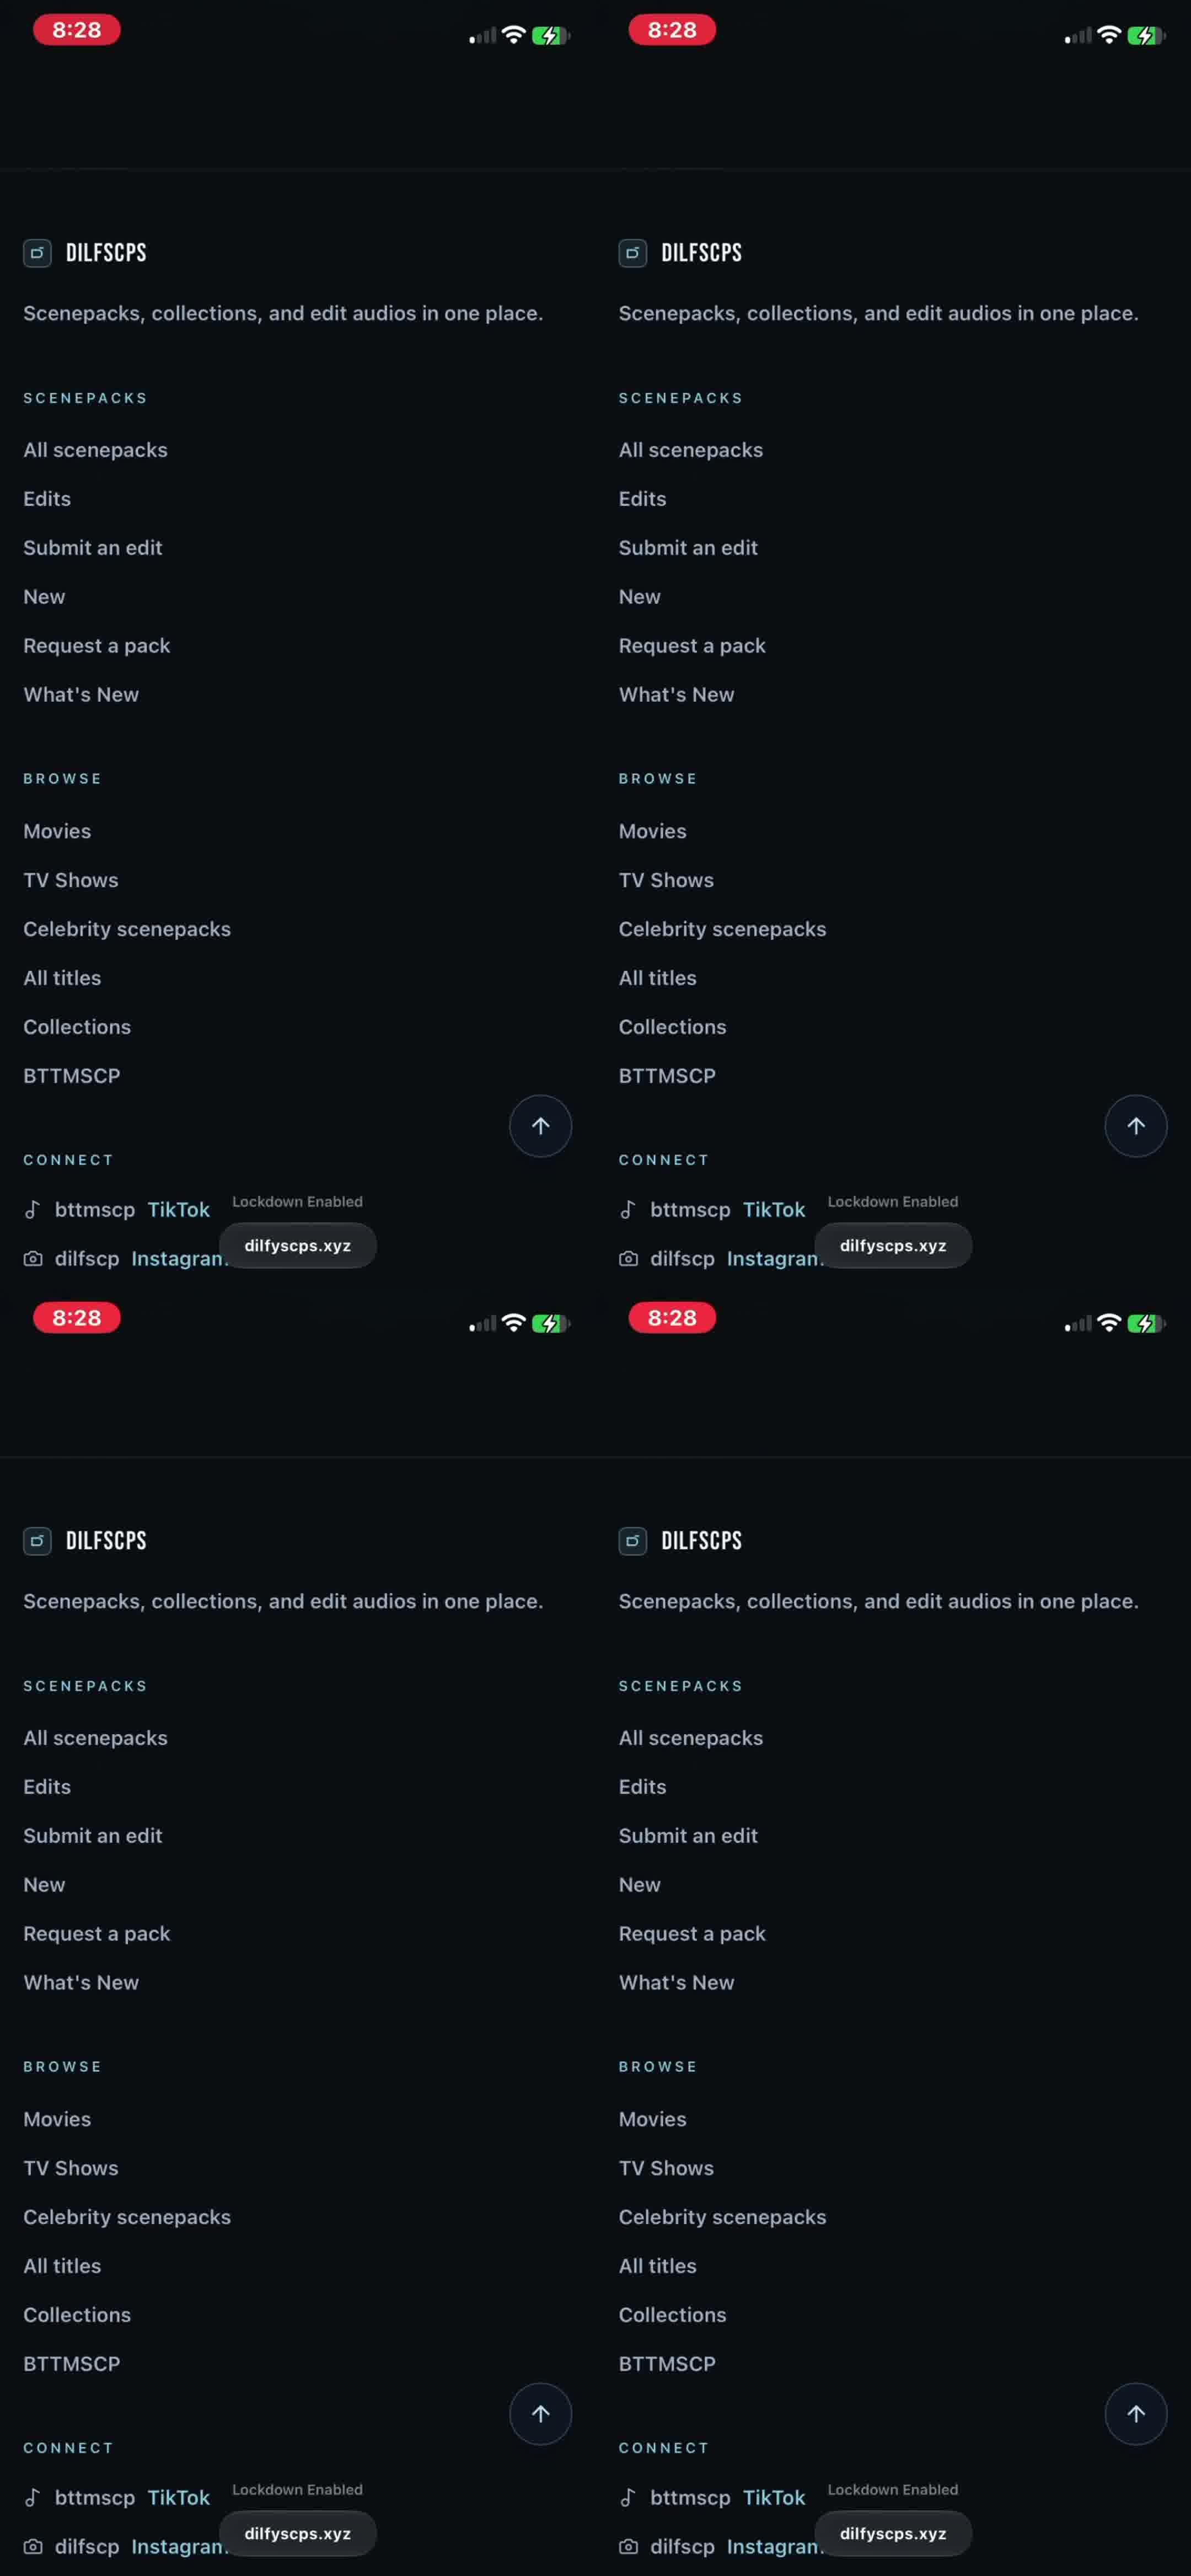 8:28
DILFSCPS
Scenepacks, collections, and edit audios in one place.
SCENEPACKS
All scenepacks
Edits
Submit an edit
New
Request a pack
What's New
BROWSE
Movies
TV Shows
Celebrity scenepacks
All titles
Collections
BTTMSCP
CONNECT
bttmscp TikTok
Lockdown Enabled
dilfscp Instagram
dilfyscps.xyz
8:28
DILFSCPS
Scenepacks, collections, and edit audios in one place.
SCENEPACKS
All scenepacks
Edits
Submit an edit
New
Request a pack
What's New
BROWSE
Movies
TV Shows
Celebrity scenepacks
All titles
Collections
BTTMSCP
CONNECT
bttmscp TikTok
Lockdown Enabled
dilfscp Instagram
dilfyscps.xyz
8:28
DILFSCPS
Scenepacks, collections, and edit audios in one place.
SCENEPACKS
All scenepacks
Edits
Submit an edit
New
Request a pack
What's New
BROWSE
Movies
TV Shows
Celebrity scenepacks
All titles
Collections
BTTMSCP
CONNECT
bttmscp TikTok
Lockdown Enabled
dilfscp Instagram
dilfyscps.xyz
8:28
DILFSCPS
Scenepacks, collections, and edit audios in one place.
SCENEPACKS
All scenepacks
Edits
Submit an edit
New
Request a pack
What's New
BROWSE
Movies
TV Shows
Celebrity scenepacks
All titles
Collections
BTTMSCP
CONNECT
bttmscp TikTok
Lockdown Enabled
dilfscp Instagram
dilfyscps.xyz